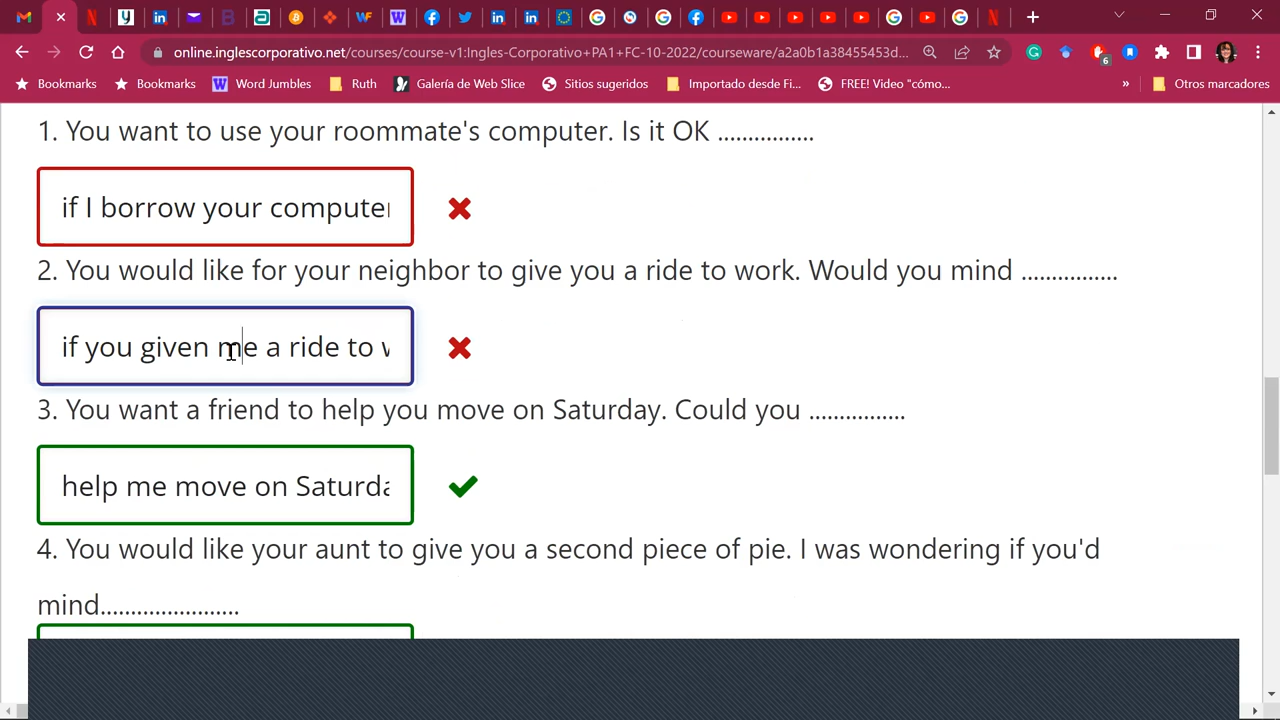 online.inglescorporativo.net/courses/course-v1:Ingles-Corporativo+PA1+FC-10-2022/courseware/a2a0b1a38455453d...
6
Bookmarks
Bookmarks
Word Jumbles
Ruth
Galería de Web Slice
Sitios sugeridos
Importado desde Fi...
FREE! Video "cómo...
»
Otros marcadores
1. You want to use your roommate's computer. Is it OK ................
if I borrow your computer
2. You would like for your neighbor to give you a ride to work. Would you mind ................
if you given me a ride to w
3. You want a friend to help you move on Saturday. Could you ................
help me move on Saturda
4. You would like your aunt to give you a second piece of pie. I was wondering if you'd
mind.......................